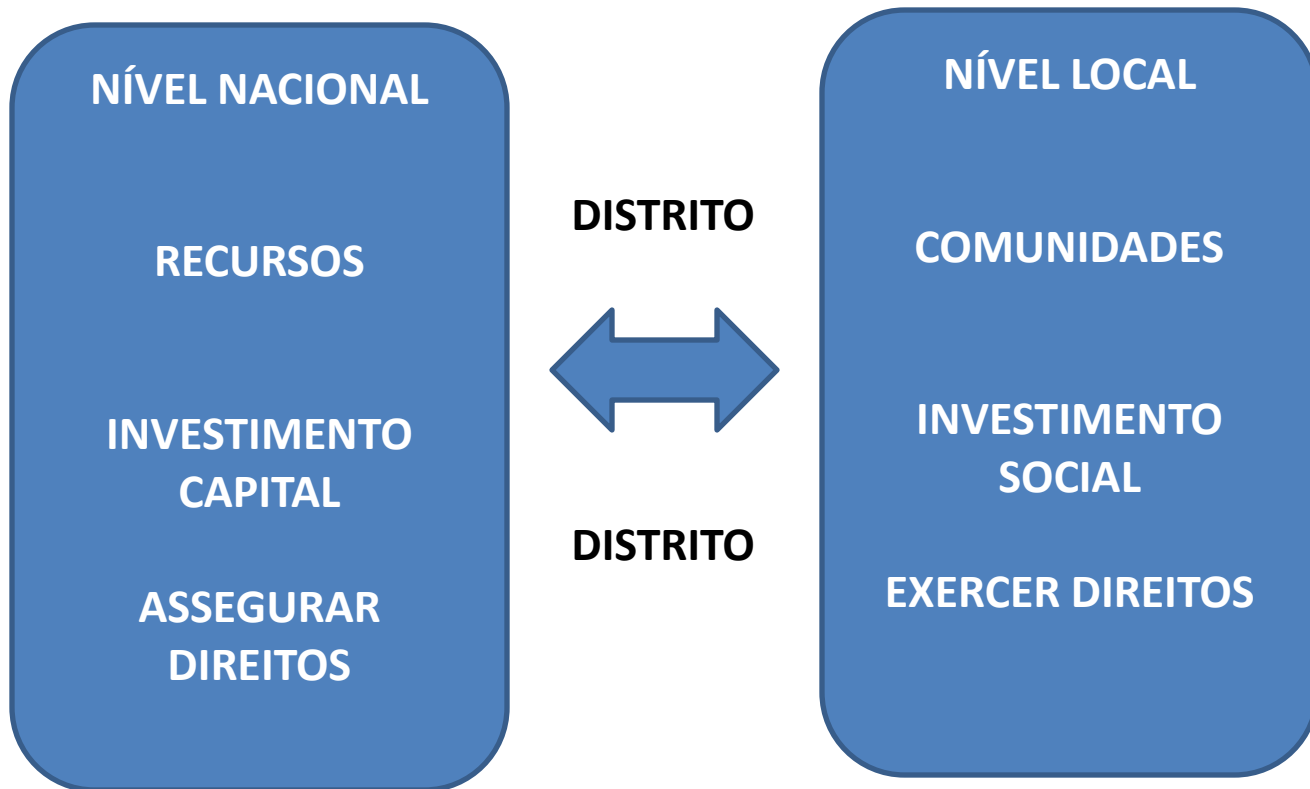 NÍVEL NACIONAL
RECURSOS
INVESTIMENTO
CAPITAL
ASSEGURAR
DIREITOS
DISTRITO
DISTRITO
NÍVEL LOCAL
COMUNIDADES
INVESTIMENTO
SOCIAL
EXERCER DIREITOS